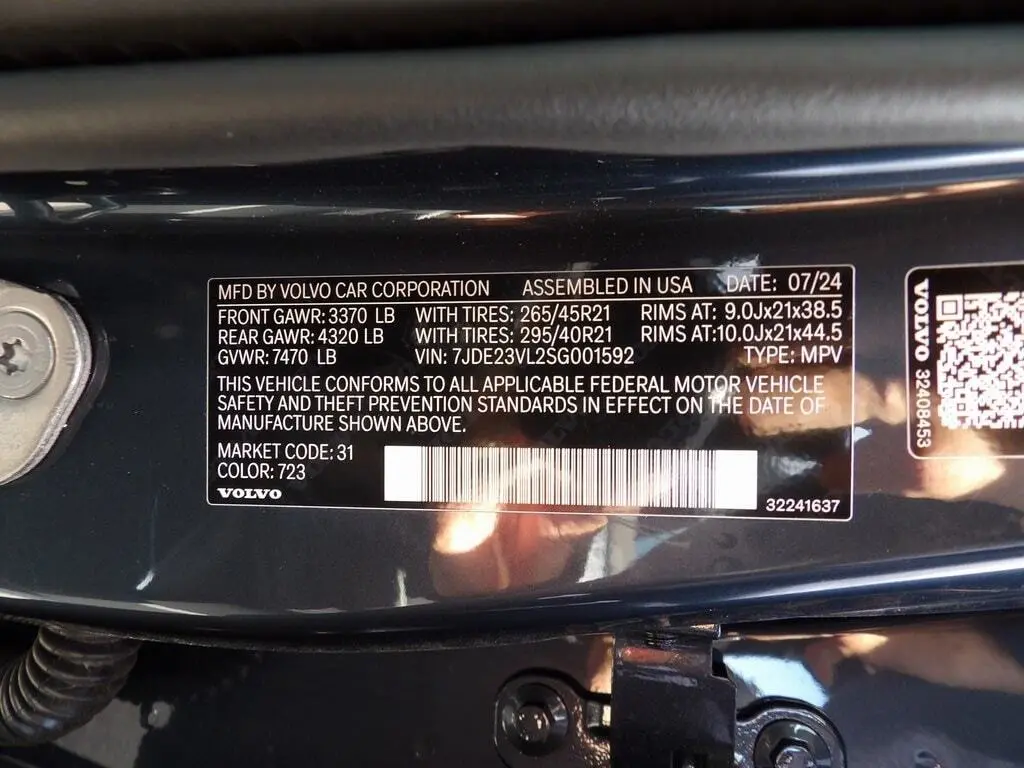 MFD BY VOLVO CAR CORPORATION ASSEMBLED IN USA DATE: 07/24
FRONT GAWR: 3370 LB WITH TIRES: 265/45R21 RIMS AT: 9.0Jx21x38.5
REAR GAWR: 4320 LB WITH TIRES: 295/40R21 RIMS AT:10.0Jx21x44.5
GVWR: 7470 LB VIN: 7JDE23VL2SG001592 TYPE: MPV
THIS VEHICLE CONFORMS TO ALL APPLICABLE FEDERAL MOTOR VEHICLE
SAFETY AND THEFT PREVENTION STANDARDS IN EFFECT ON THE DATE OF
MANUFACTURE SHOWN ABOVE.
MARKET CODE: 31
COLOR: 723
VOLVO
32241637
VOLVO 32408453